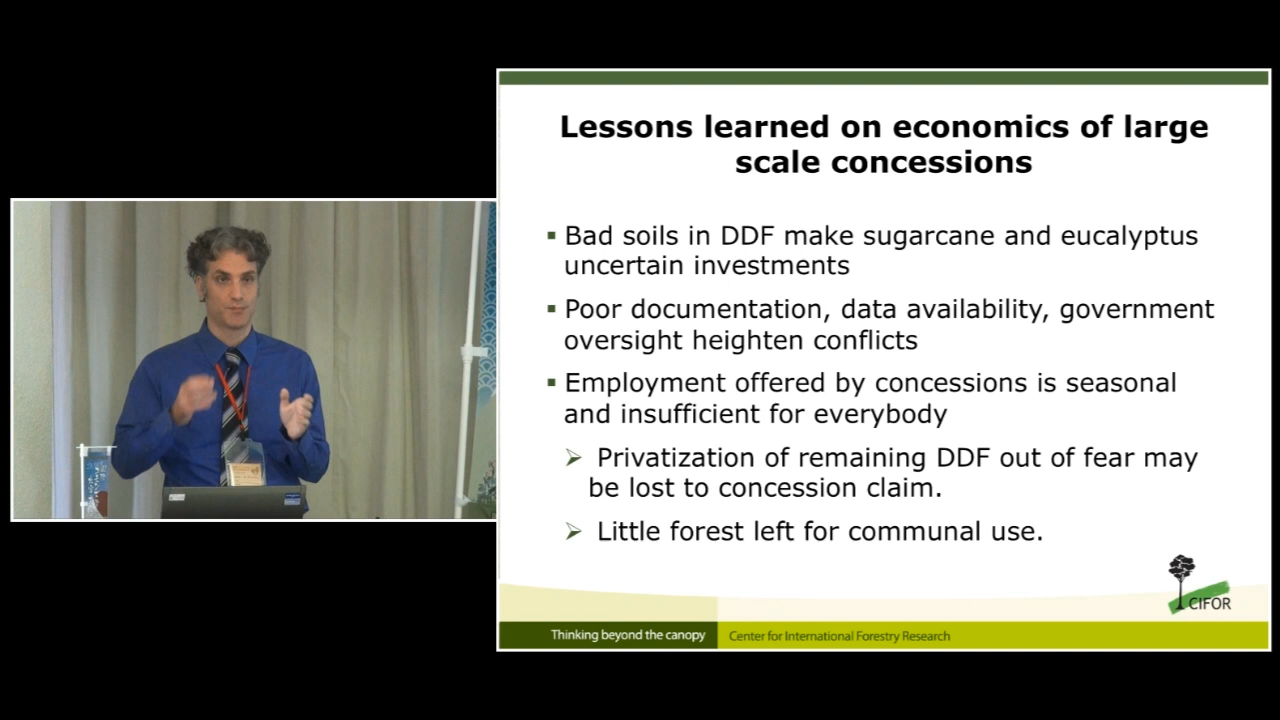 Lessons learned on economics of large
scale concessions
▪ Bad soils in DDF make sugarcane and eucalyptus
uncertain investments
▪ Poor documentation, data availability, government
oversight heighten conflicts
▪ Employment offered by concessions is seasonal
and insufficient for everybody
➢ Privatization of remaining DDF out of fear may
be lost to concession claim.
➢ Little forest left for communal use.
CIFOR
Thinking beyond the canopy
Center for International Forestry Research